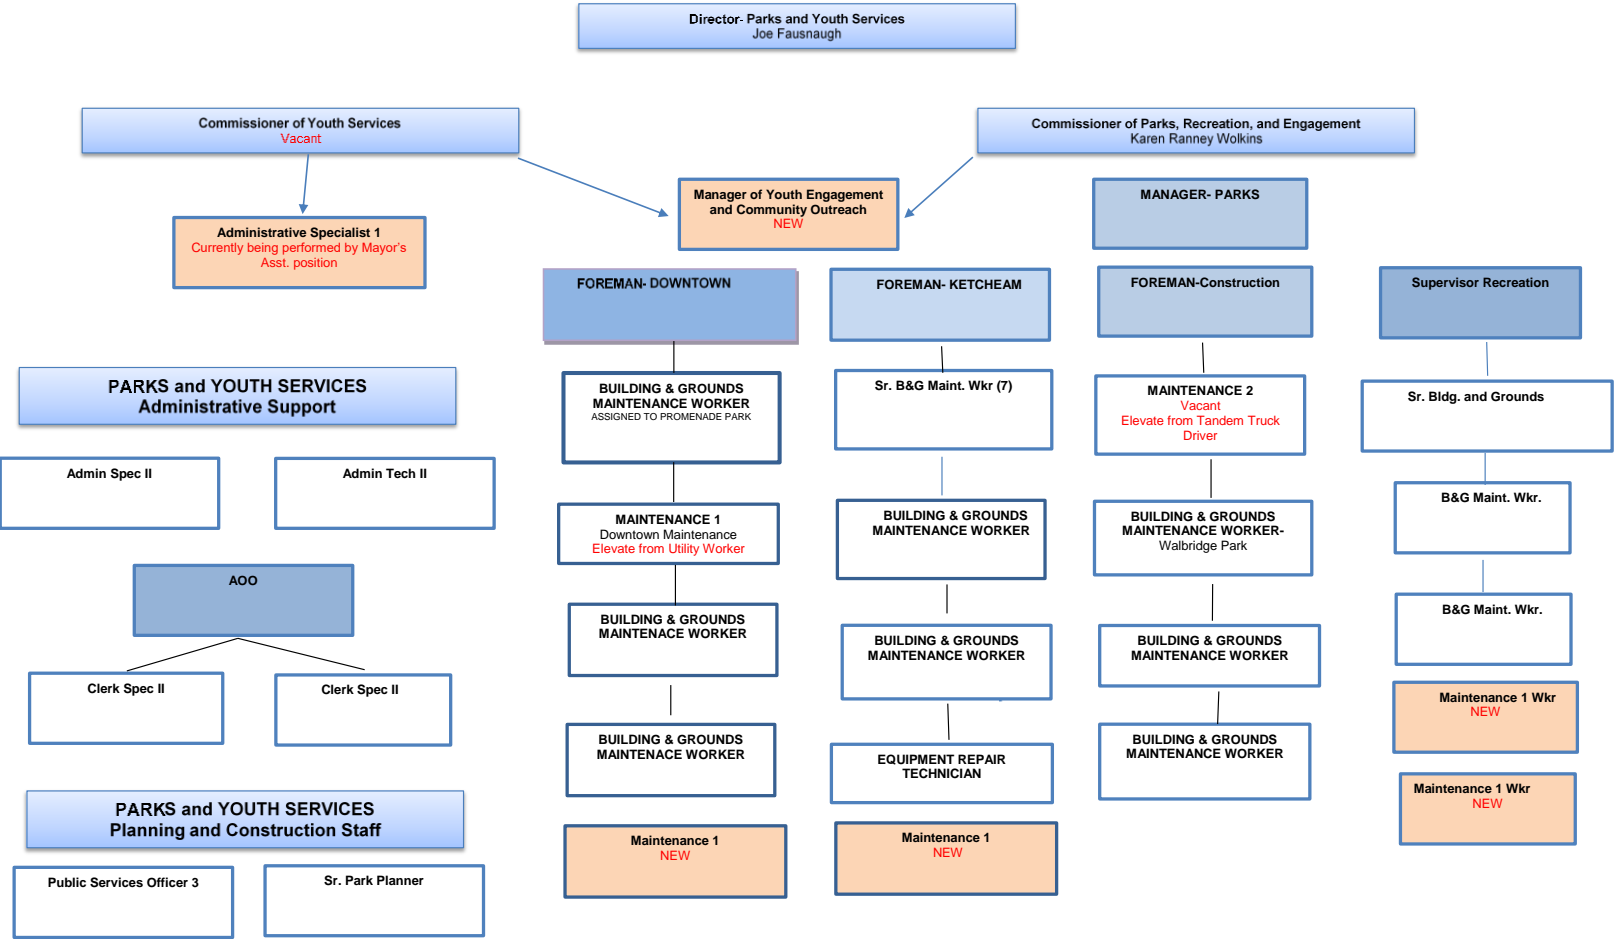 Director- Parks and Youth Services
Joe Fausnaugh
Commissioner of Youth Services
Vacant
Commissioner of Parks, Recreation, and Engagement
Karen Ranney Wolkins
Manager of Youth Engagement
and Community Outreach
NEW
MANAGER- PARKS
Administrative Specialist 1
Currently being performed by Mayor's
Asst. position
FOREMAN- DOWNTOWN
FOREMAN- KETCHEAM
FOREMAN-Construction
Supervisor Recreation
PARKS and YOUTH SERVICES
Administrative Support
Admin Spec II
Admin Tech II
AOO
Clerk Spec II
Clerk Spec II
PARKS and YOUTH SERVICES
Planning and Construction Staff
Public Services Officer 3
Sr. Park Planner
BUILDING & GROUNDS
MAINTENANCE WORKER
ASSIGNED TO PROMENADE PARK
MAINTENANCE 1
Downtown Maintenance
Elevate from Utility Worker
BUILDING & GROUNDS
MAINTENACE WORKER
BUILDING & GROUNDS
MAINTENACE WORKER
Maintenance 1
NEW
Sr. B&G Maint. Wkr (7)
BUILDING & GROUNDS
MAINTENANCE WORKER
BUILDING & GROUNDS
MAINTENANCE WORKER
EQUIPMENT REPAIR
TECHNICIAN
Maintenance 1
NEW
MAINTENANCE 2
Vacant
Elevate from Tandem Truck
Driver
BUILDING & GROUNDS
MAINTENANCE WORKER-
Walbridge Park
BUILDING & GROUNDS
MAINTENANCE WORKER
BUILDING & GROUNDS
MAINTENANCE WORKER
Sr. Bldg. and Grounds
B&G Maint. Wkr.
B&G Maint. Wkr.
Maintenance 1 Wkr
NEW
Maintenance 1 Wkr
NEW